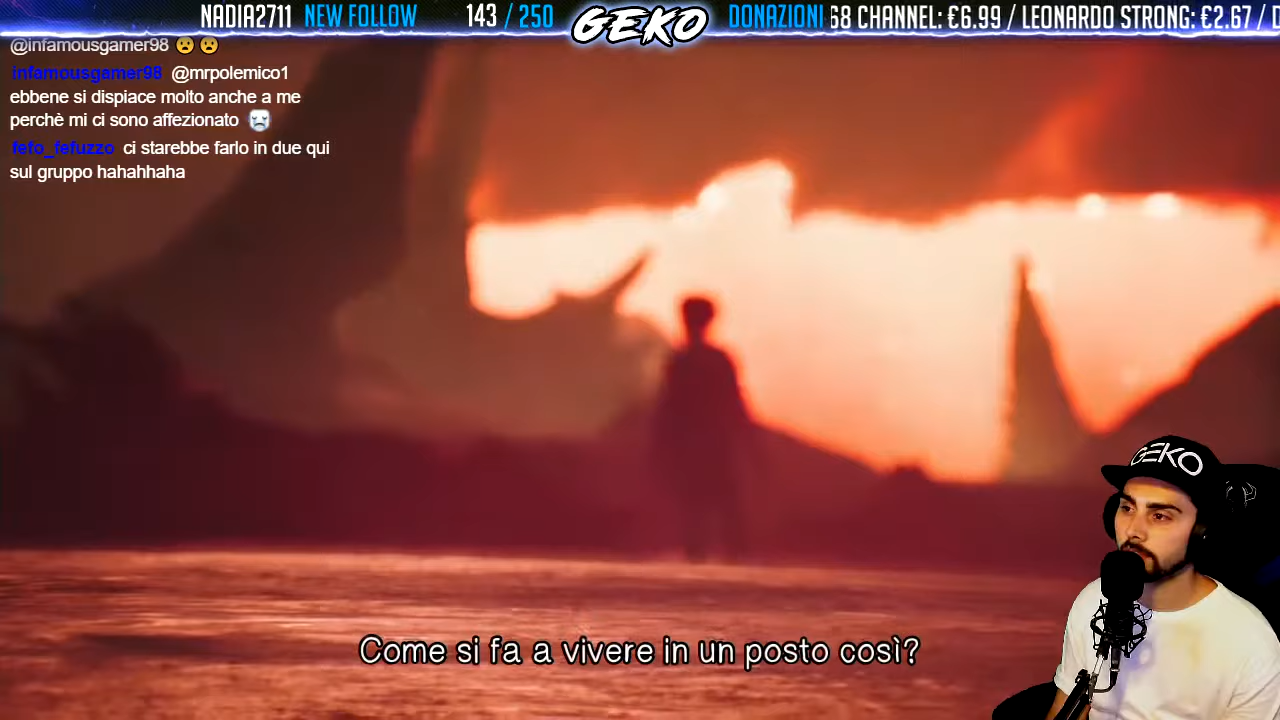 NADIA2711 NEW FOLLOW 143 / 250 GEKO DONAZIONI 68 CHANNEL: €6.99 / LEONARDO STRONG: €2.67 /
@infamousgamer98 😦 😦
infamousgamer98 @mrpolemico1
ebbene si dispiace molto anche a me
perchè mi ci sono affezionato 😢
fefo_fefuzzo ci starebbe farlo in due qui
sul gruppo hahahhaha
GEKO
Come si fa a vivere in un posto così?